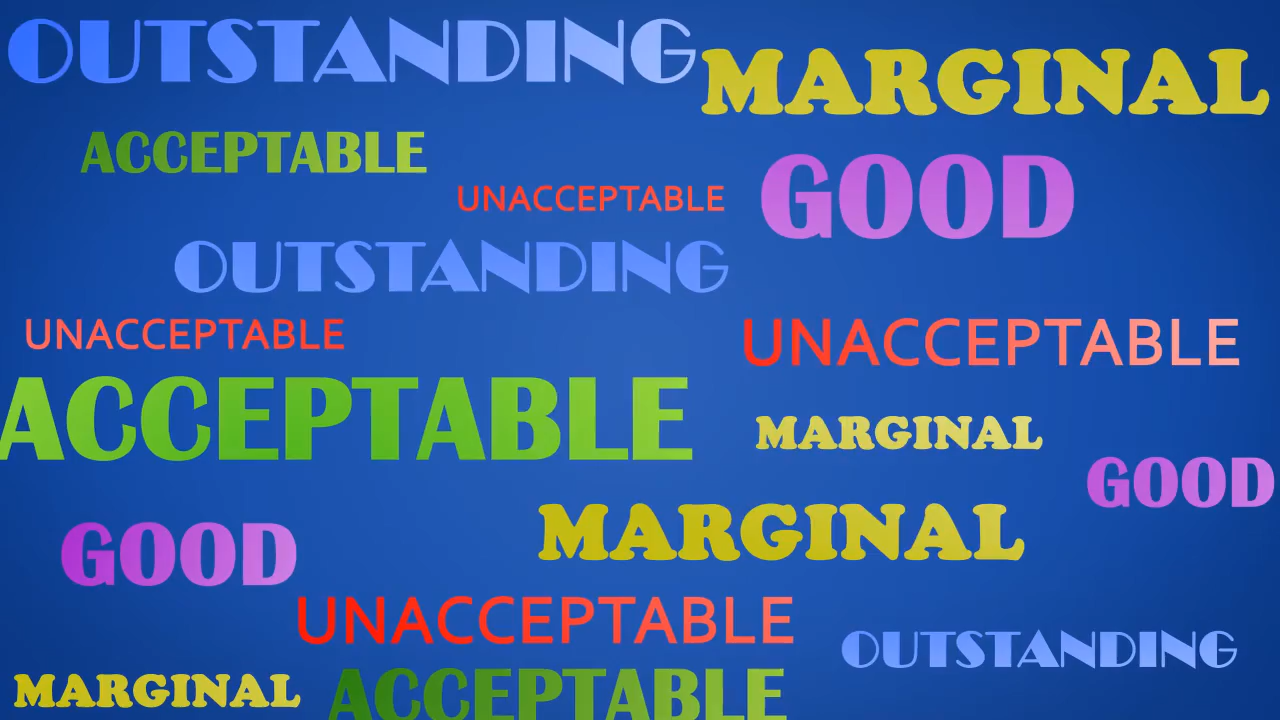 OUTSTANDING
MARGINAL
ACCEPTABLE
UNACCEPTABLE
GOOD
OUTSTANDING
UNACCEPTABLE
UNACCEPTABLE
ACCEPTABLE
MARGINAL
GOOD
MARGINAL
GOOD
UNACCEPTABLE
OUTSTANDING
MARGINAL
ACCEPTABLE